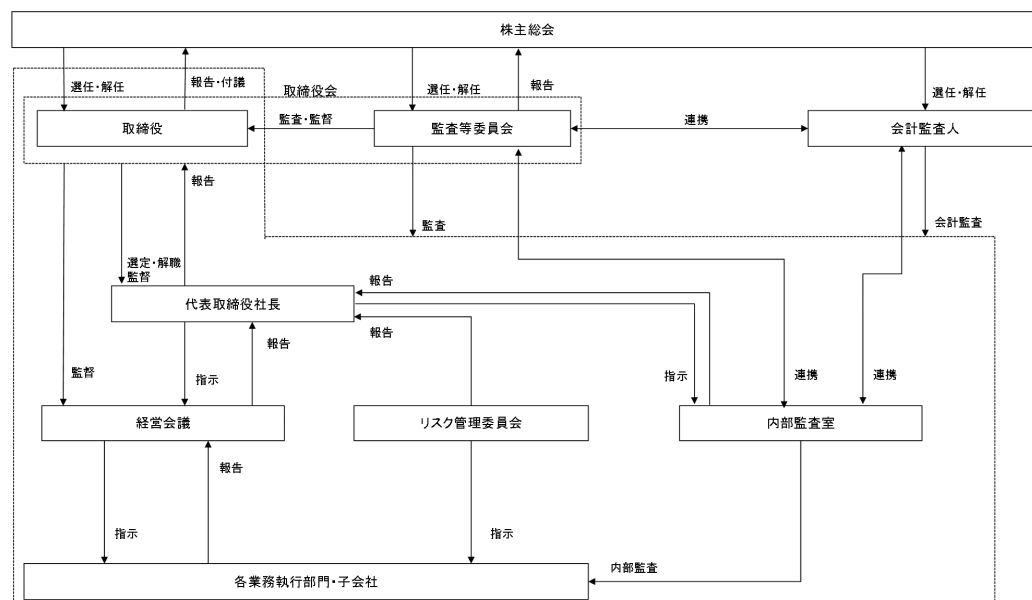 株主総会
選任・解任
報告・付議
選任・解任
報告
選任・解任
取締役会
取締役
監査・監督
監査等委員会
連携
会計監査人
報告
監査
会計監査
選定・解職
監督
代表取締役社長
報告
報告
報告
監督
指示
指示
連携
連携
経営会議
リスク管理委員会
内部監査室
報告
指示
指示
各業務執行部門・子会社
内部監査